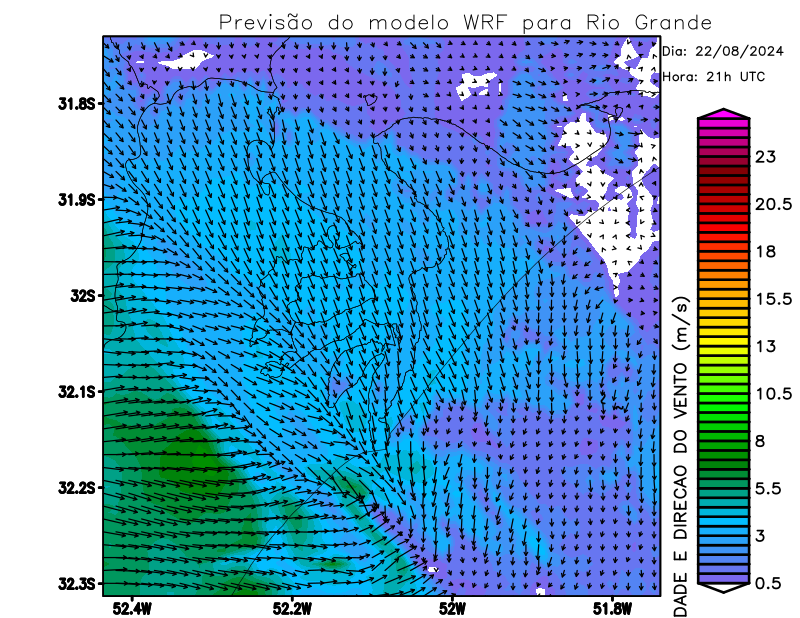 Previsão do modelo WRF para Rio Grande
Dia: 22/08/2024
Hora: 21h UTC
31.8S
31.9S
32S
32.1S
32.2S
32.3S
52.4W
52.2W
52W
51.8W
23
20.5
18
15.5
13
10.5
8
5.5
3
0.5
DADE E DIRECAO DO VENTO (m/s)